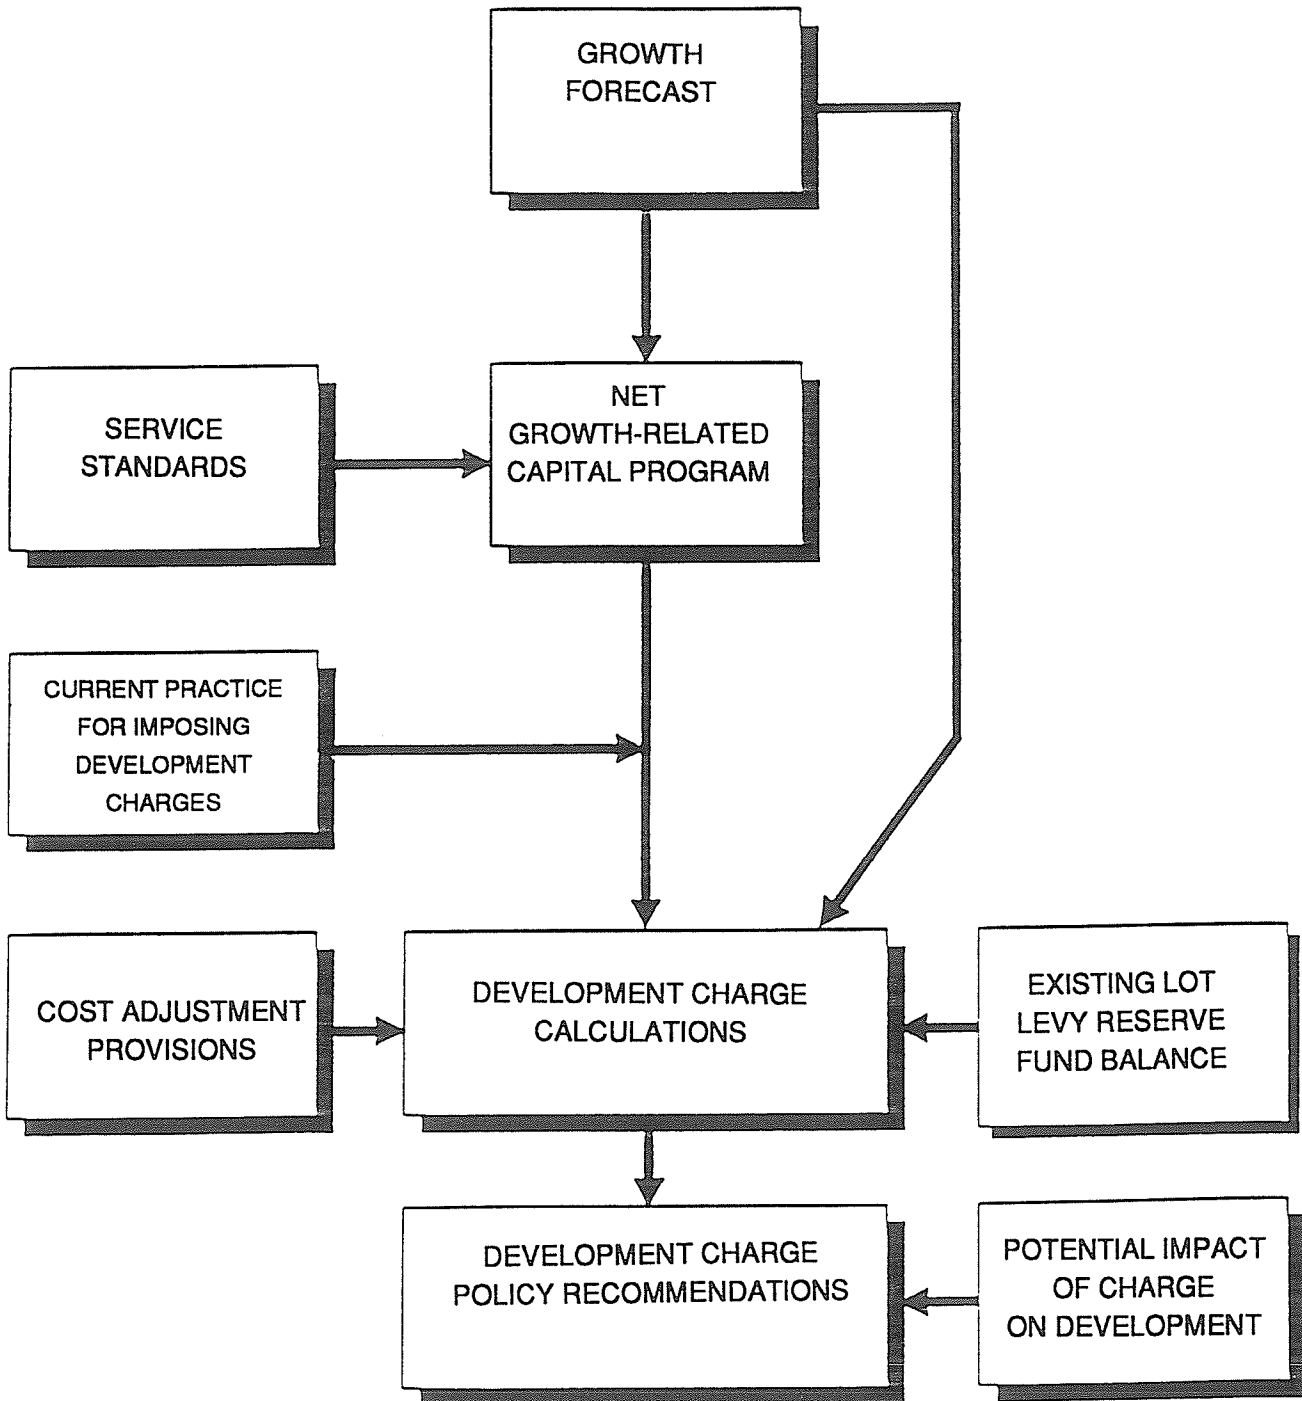 GROWTH
FORECAST
SERVICE
STANDARDS
NET
GROWTH-RELATED
CAPITAL PROGRAM
CURRENT PRACTICE
FOR IMPOSING
DEVELOPMENT
CHARGES
COST ADJUSTMENT
PROVISIONS
DEVELOPMENT CHARGE
CALCULATIONS
EXISTING LOT
LEVY RESERVE
FUND BALANCE
DEVELOPMENT CHARGE
POLICY RECOMMENDATIONS
POTENTIAL IMPACT
OF CHARGE
ON DEVELOPMENT